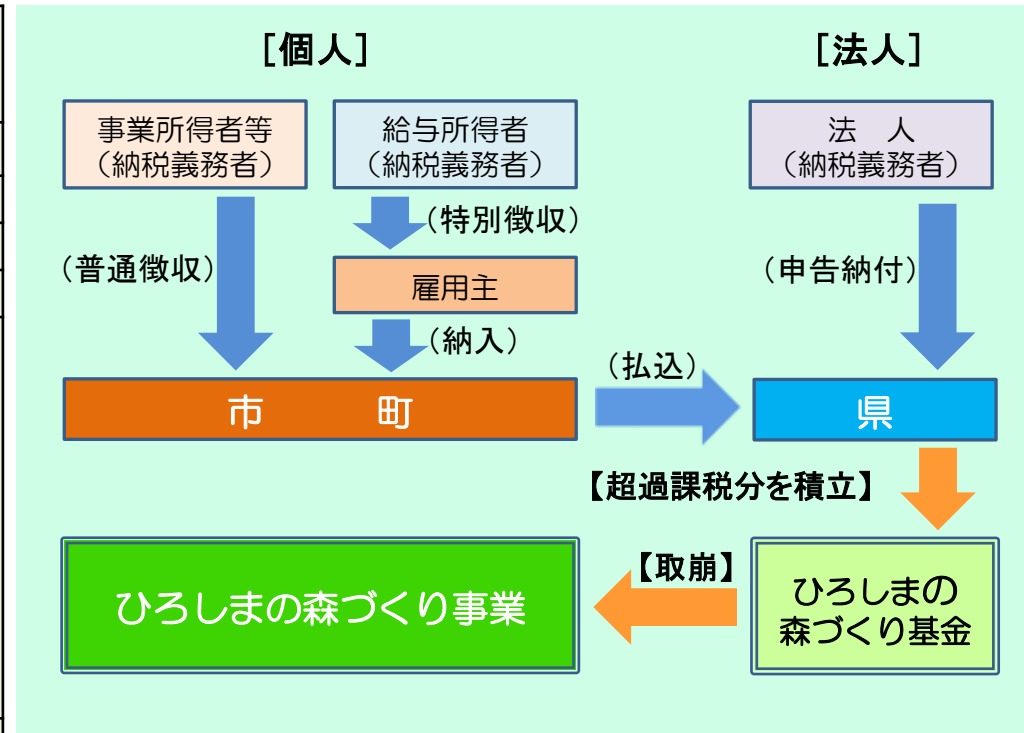 ［個人］
［法人］
事業所得者等
（納税義務者）
給与所得者
（納税義務者）
法　人
（納税義務者）
（特別徴収）
（普通徴収）
雇用主
（申告納付）
（納入）
（払込）
市　　　町
県
【超過課税分を積立】
【取崩】
ひろしまの森づくり事業
ひろしまの
森づくり基金